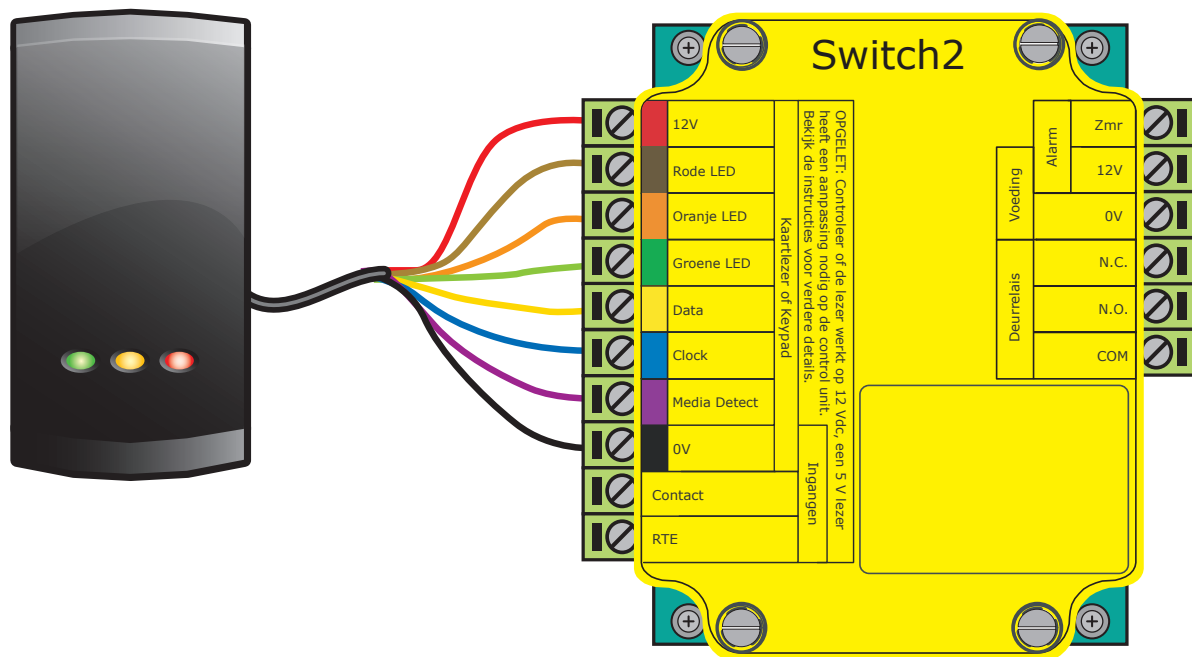 Switch2
12V
Rode LED
Oranje LED
Groene LED
Data
Clock
Media Detect
0V
Contact
RTE
Kaartlezer of Keypad
Ingangen
OPGELET: Controleer of de lezer werkt op 12 Vdc, een 5 V lezer
heeft een aanpassing nodig op de control unit.
Bekijk de instructies voor verdere details.
Alarm
Voeding
Deurrelais
Zmr
12V
0V
N.C.
N.O.
COM